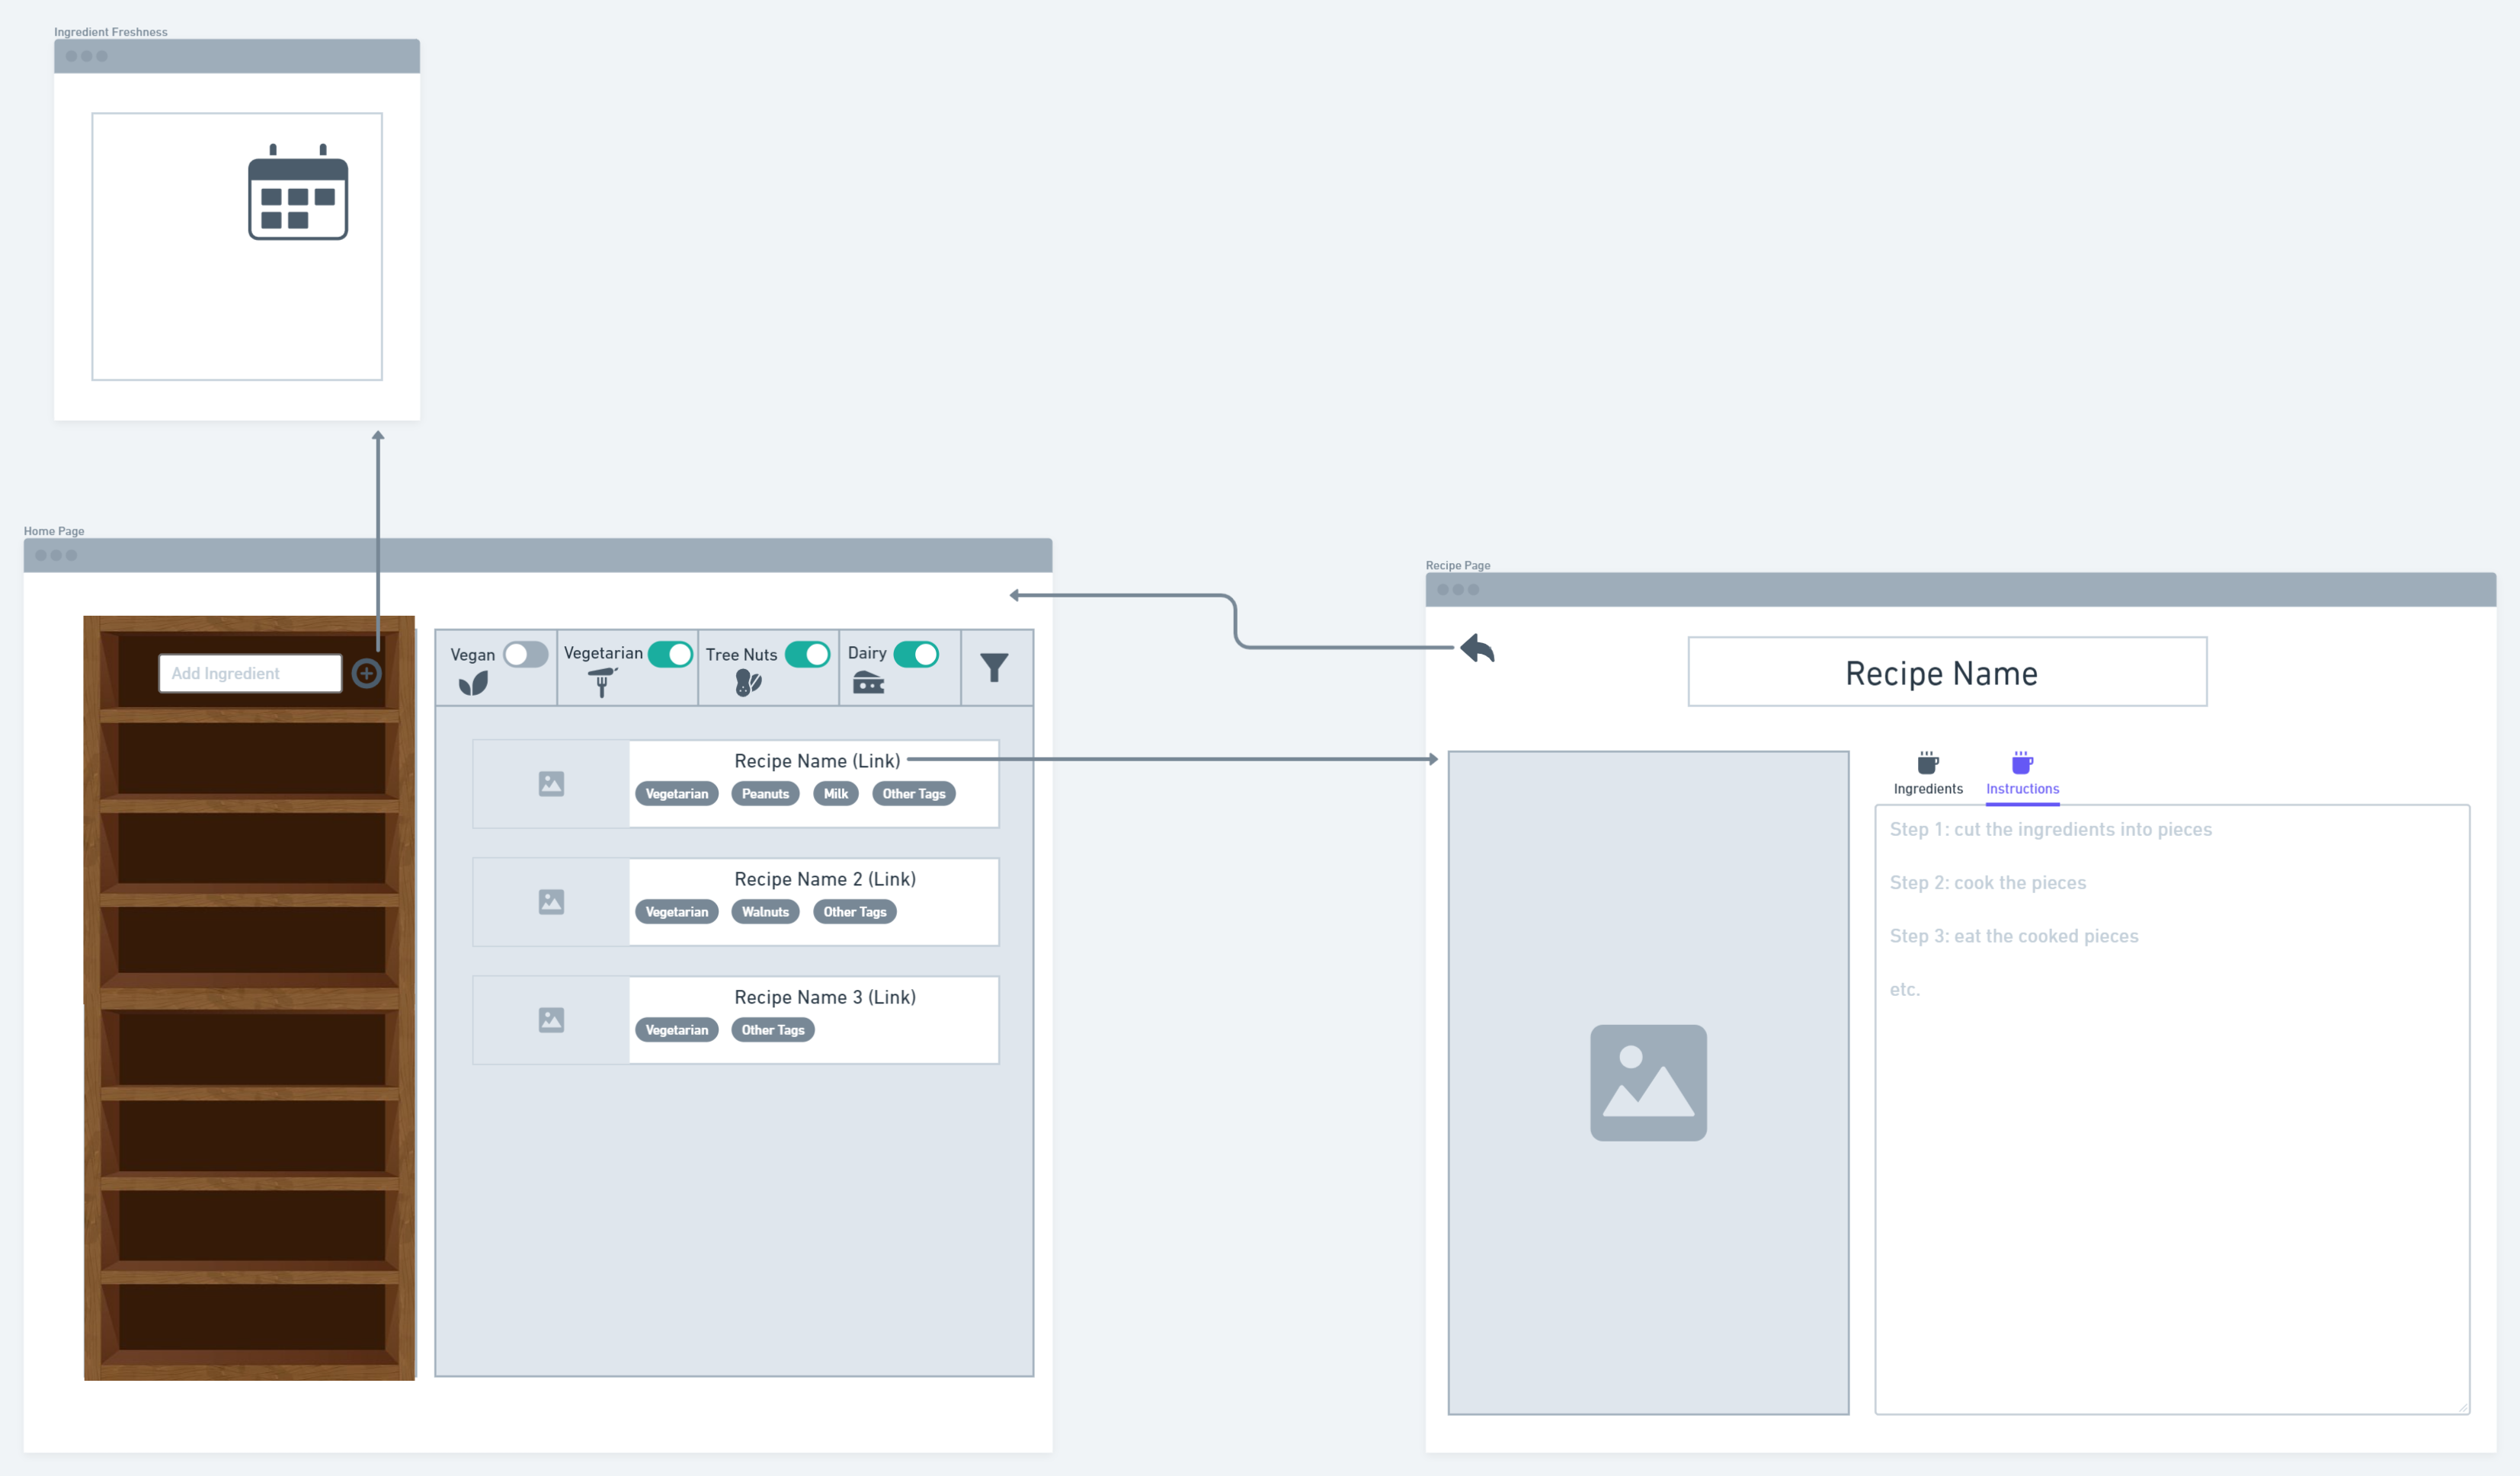 Ingredient Freshness
Home Page
Add Ingredient
Vegan
Vegetarian
Tree Nuts
Dairy
Recipe Name (Link)
Vegetarian Peanuts Milk Other Tags
Recipe Name 2 (Link)
Vegetarian Walnuts Other Tags
Recipe Name 3 (Link)
Vegetarian Other Tags
Recipe Page
Recipe Name
Ingredients Instructions
Step 1: cut the ingredients into pieces
Step 2: cook the pieces
Step 3: eat the cooked pieces
etc.